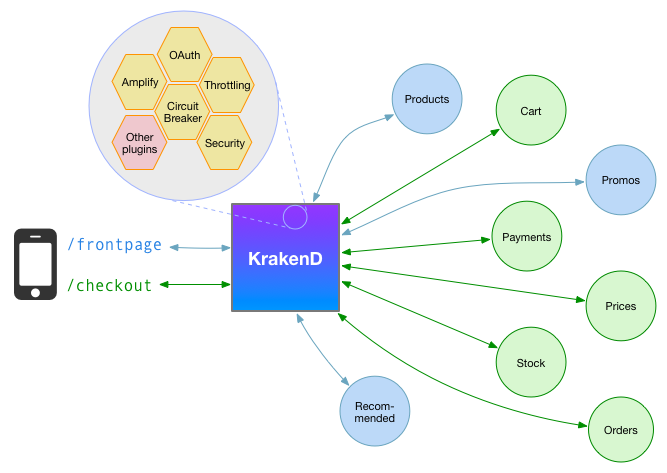 OAuth
Amplify
Throttling
Circuit
Breaker
Other
plugins
Security
Products
Cart
Promos
/frontpage
KrakenD
Payments
/checkout
Prices
Stock
Recom-
mended
Orders